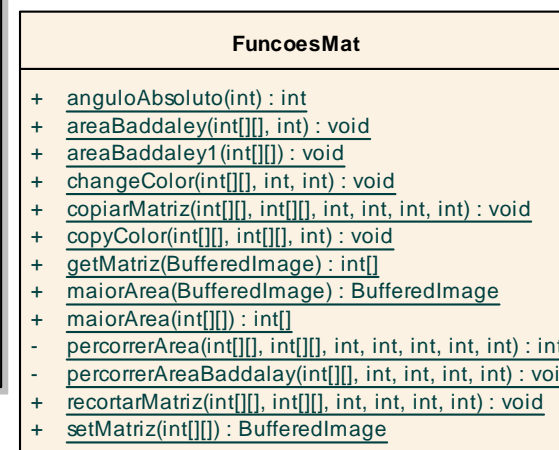 FuncoesMat
+ anguloAbsoluto(int) : int
+ areaBaddaley(int[][], int) : void
+ areaBaddaley1(int[][]) : void
+ changeColor(int[][], int, int) : void
+ copiarMatriz(int[][], int[][], int, int, int, int) : void
+ copyColor(int[][], int[][], int) : void
+ getMatriz(BufferedImage) : int[]
+ maiorArea(BufferedImage) : BufferedImage
+ maiorArea(int[][]) : int[]
- percorrerArea(int[][], int[][], int, int, int, int, int) : int
- percorrerAreaBaddalay(int[][], int, int, int, int) : voi
+ recortarMatriz(int[][], int[][], int, int, int, int) : void
+ setMatriz(int[][]) : BufferedImage